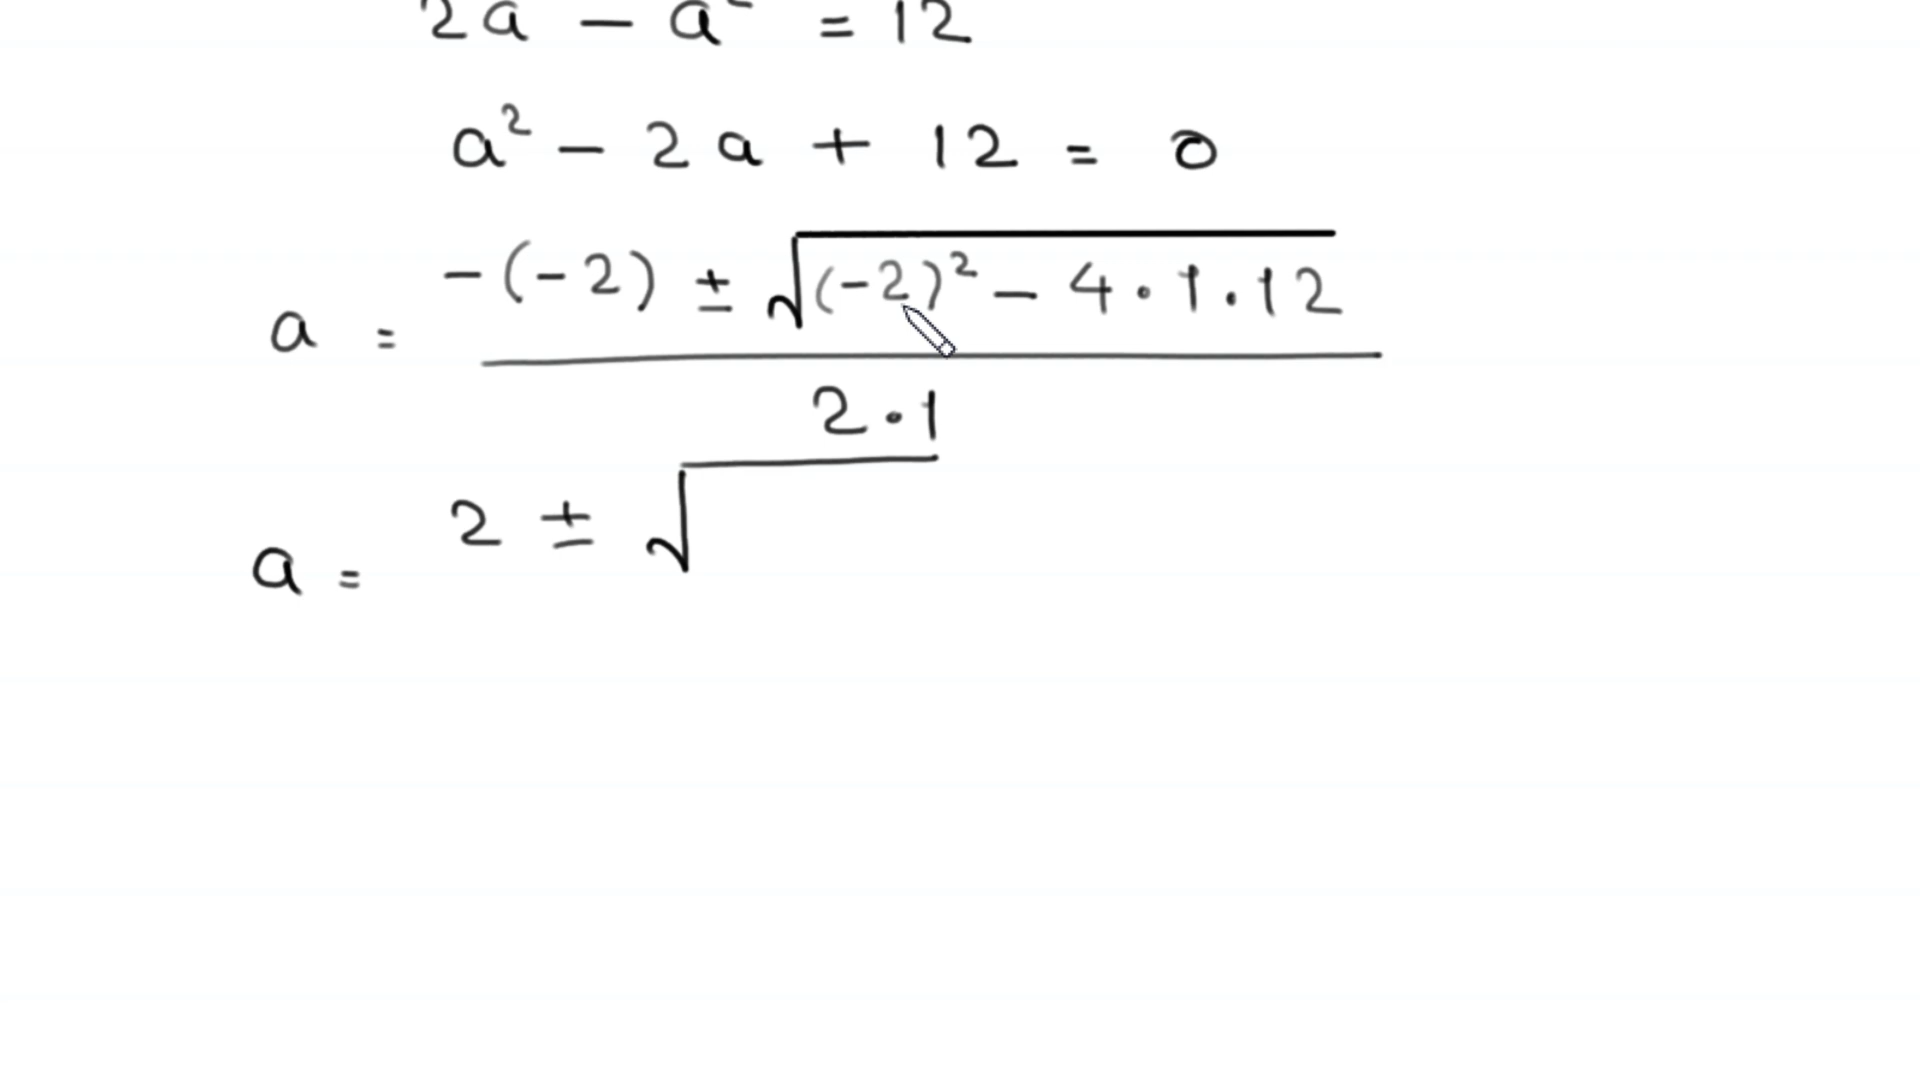 2a - a² = 12
a² - 2a + 12 = 0
a = -(-2) ± √(-2)² - 4·1·12 / 2·1
a = 2 ± √